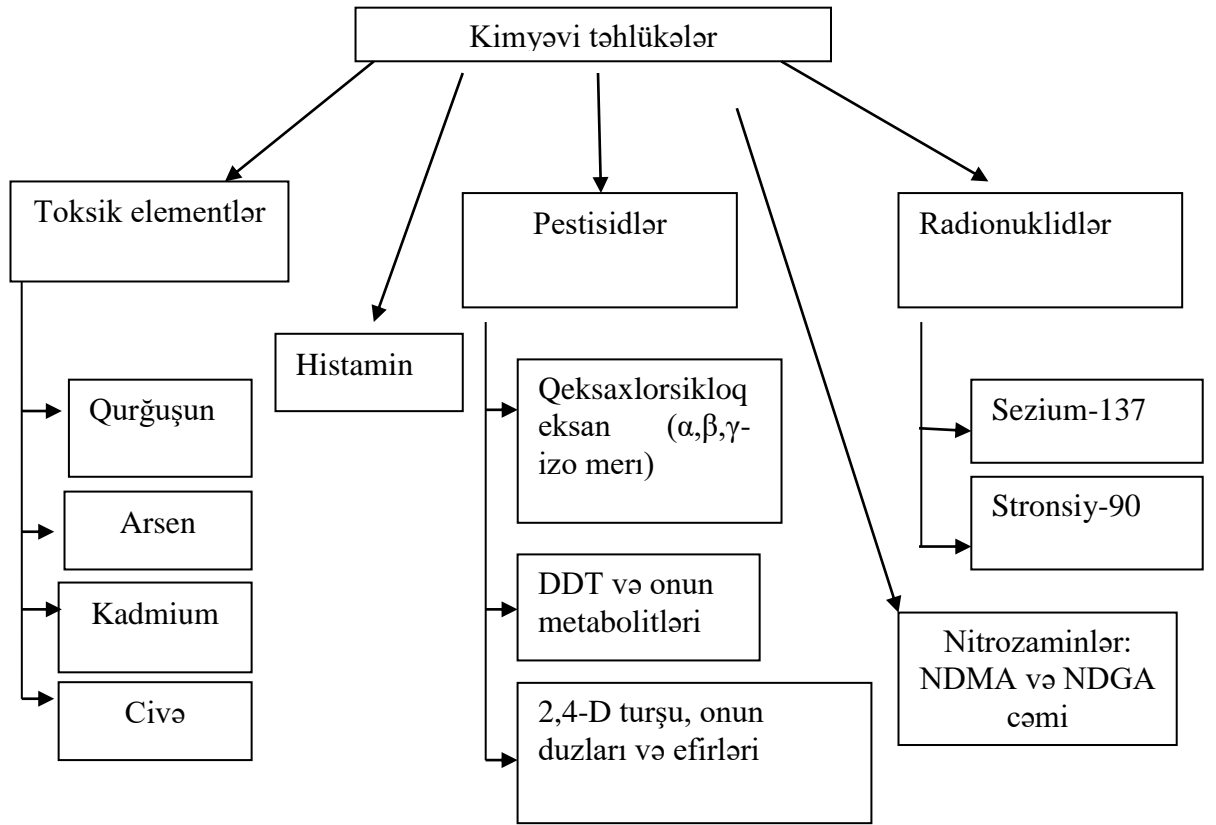 Kimyəvi təhlükələr
Toksik elementlər
Qurğuşun
Arsen
Kadmium
Civə
Histamin
Pestisidlər
Qeksaxlorsikloq
eksan (α,β,γ-
izo merı)
DDT və onun
metabolitləri
2,4-D turşu, onun
duzları və efirləri
Radionuklidlər
Sezium-137
Stronsiy-90
Nitrozaminlər:
NDMA və NDGA
cəmi